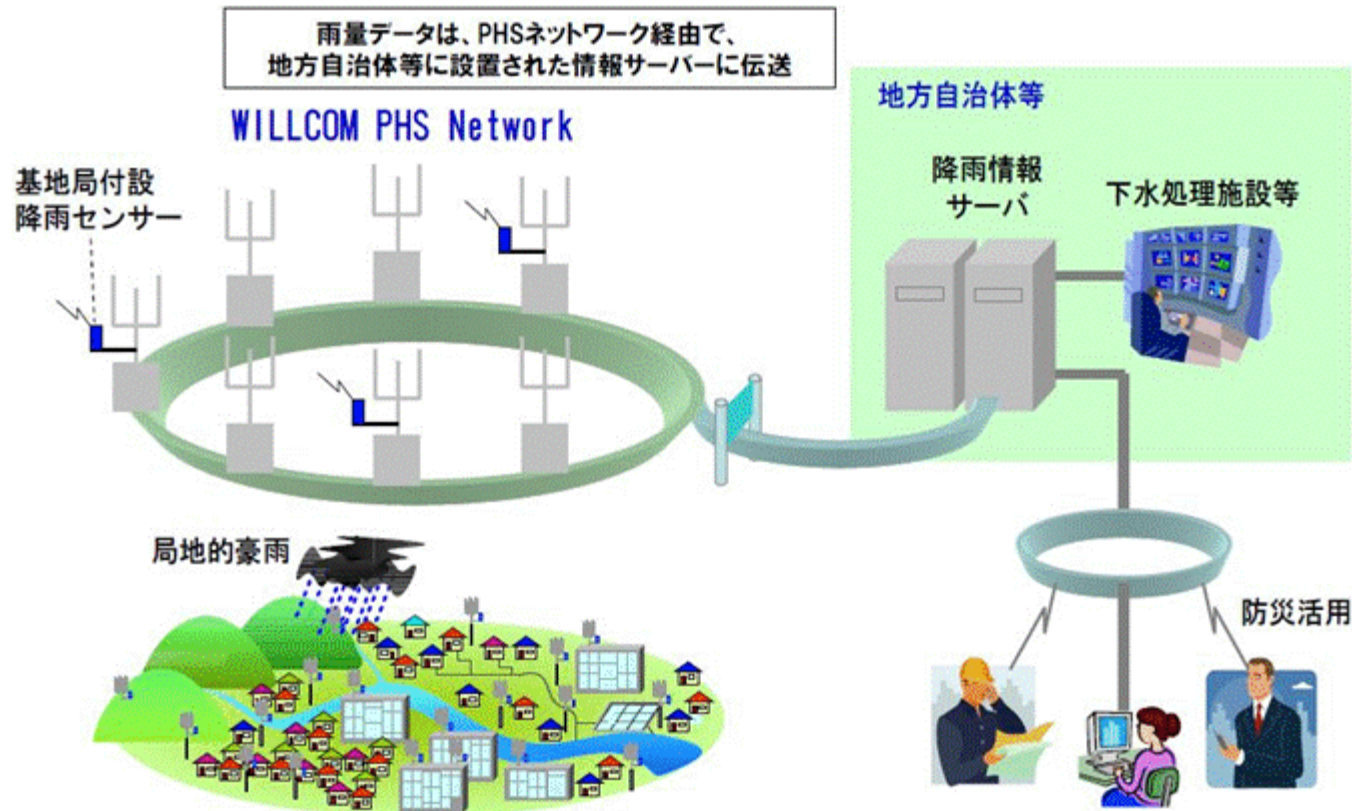 雨量データは、PHSネットワーク経由で、
地方自治体等に設置された情報サーバーに伝送
WILLCOM PHS Network
地方自治体等
基地局付設
降雨センサー
降雨情報
サーバ
下水処理施設等
局地的豪雨
防災活用